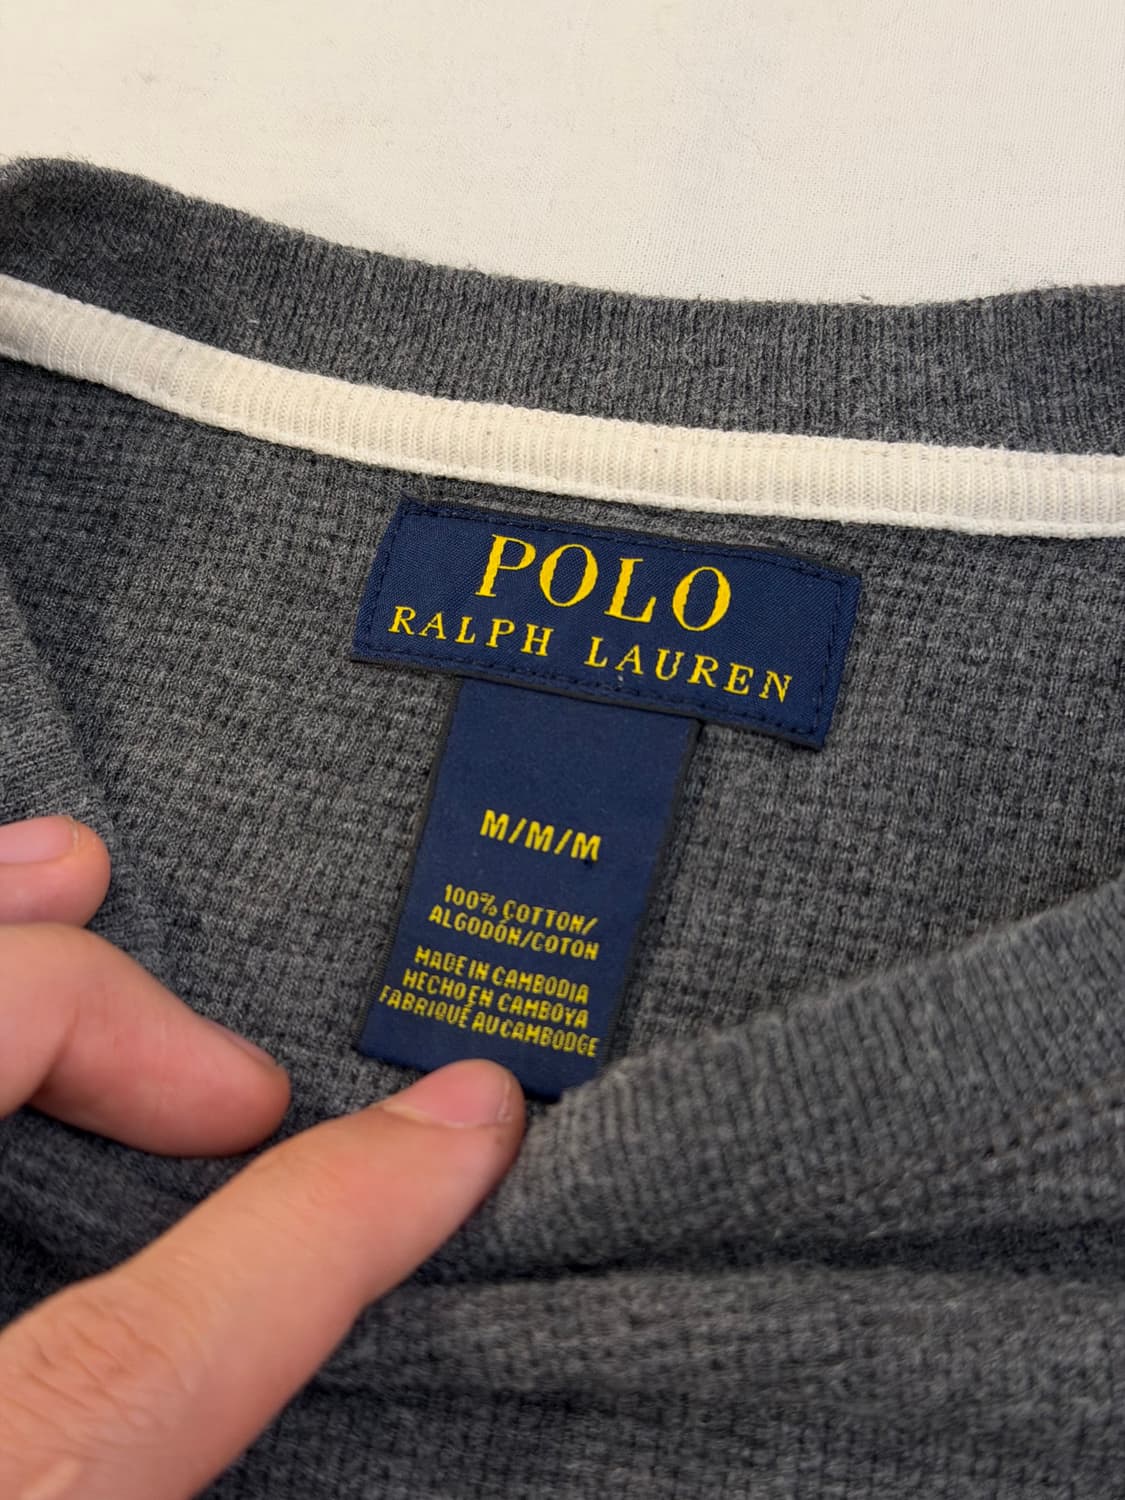 POLO
RALPH LAUREN
M/M/M
100% COTTON/
ALGODÓN/COTON
MADE IN CAMBODIA
HECHO EN CAMBOYA
FABRIQUÉ AU CAMBODGE